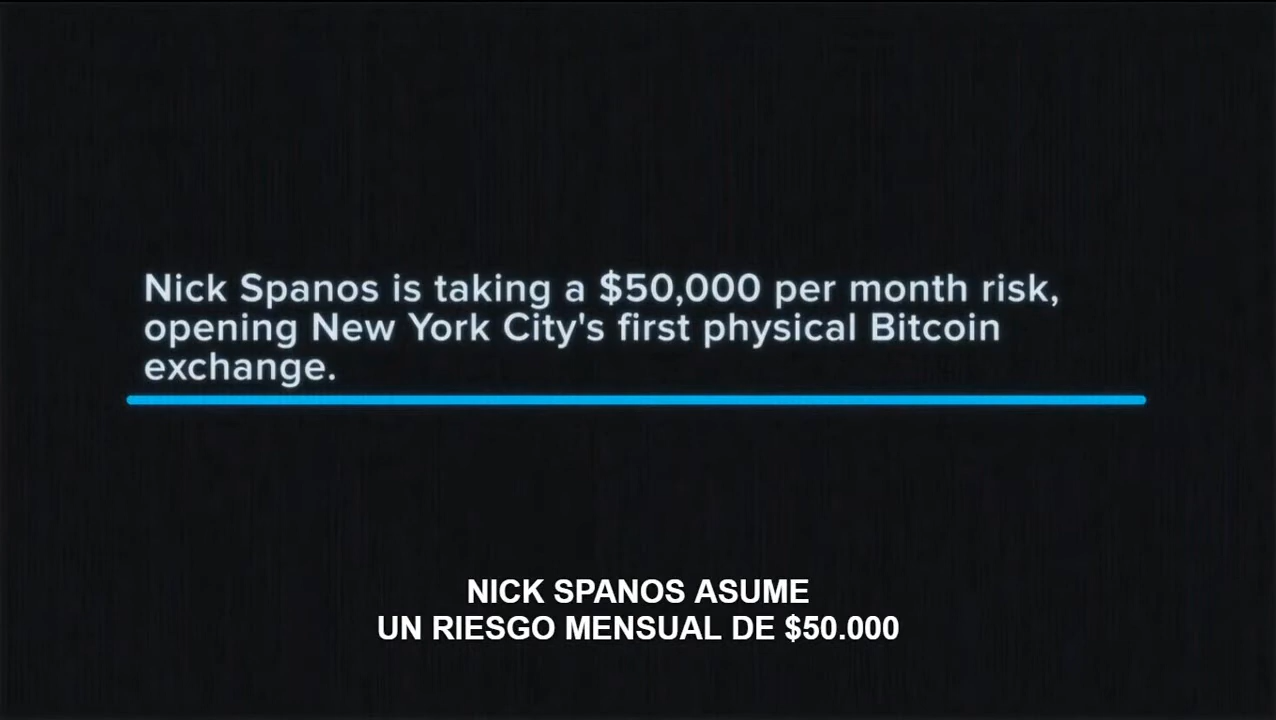 Nick Spanos is taking a $50,000 per month risk,
opening New York City's first physical Bitcoin
exchange.
NICK SPANOS ASUME
UN RIESGO MENSUAL DE $50.000